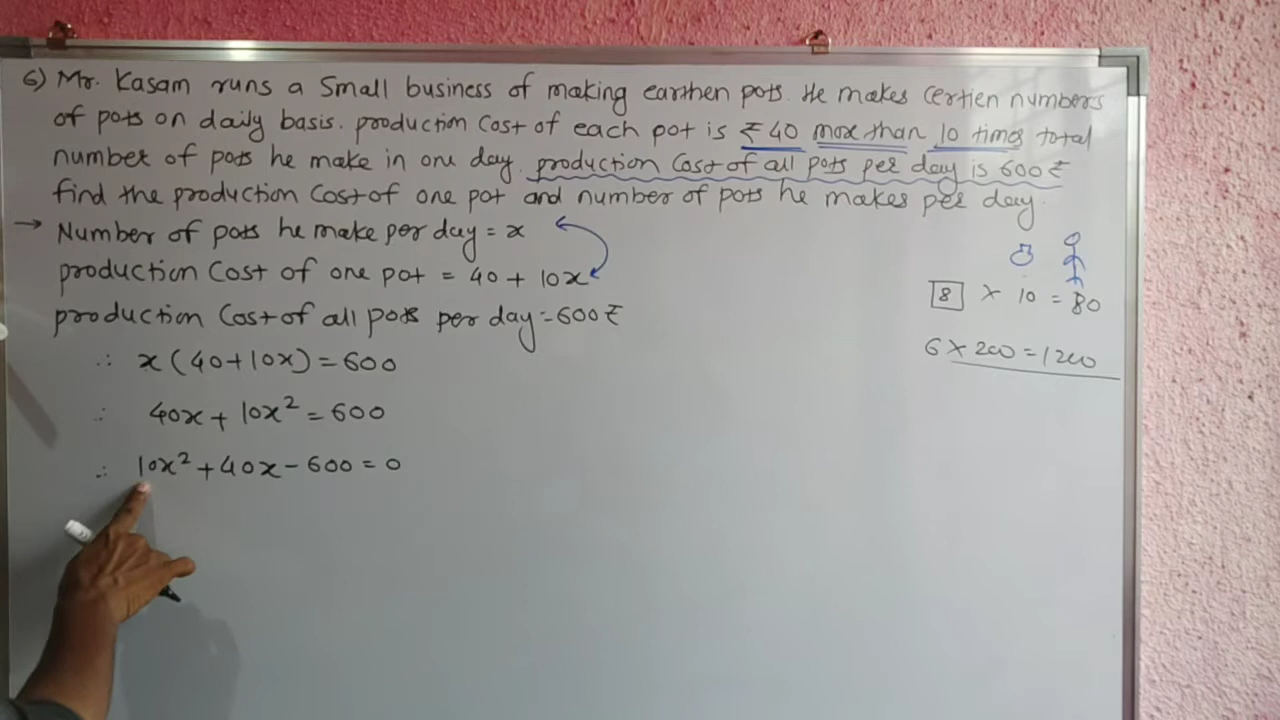 6) Mr. Kasam runs a Small business of making earthen pots. He makes certien numbers
of pots on daily basis. production Cost of each pot is ₹40 more than 10 times total
number of pots he make in one day. production Cost of all pots per day is 600₹
find the production Cost of one pot and number of pots he makes per day.
→ Number of pots he make per day = x
production Cost of one pot = 40 + 10x
production Cost of all pots per day = 600₹
∴ x(40+10x) = 600
∴ 40x + 10x² = 600
∴ 10x² + 40x - 600 = 0
8 × 10 = 80
6 × 200 = 1200